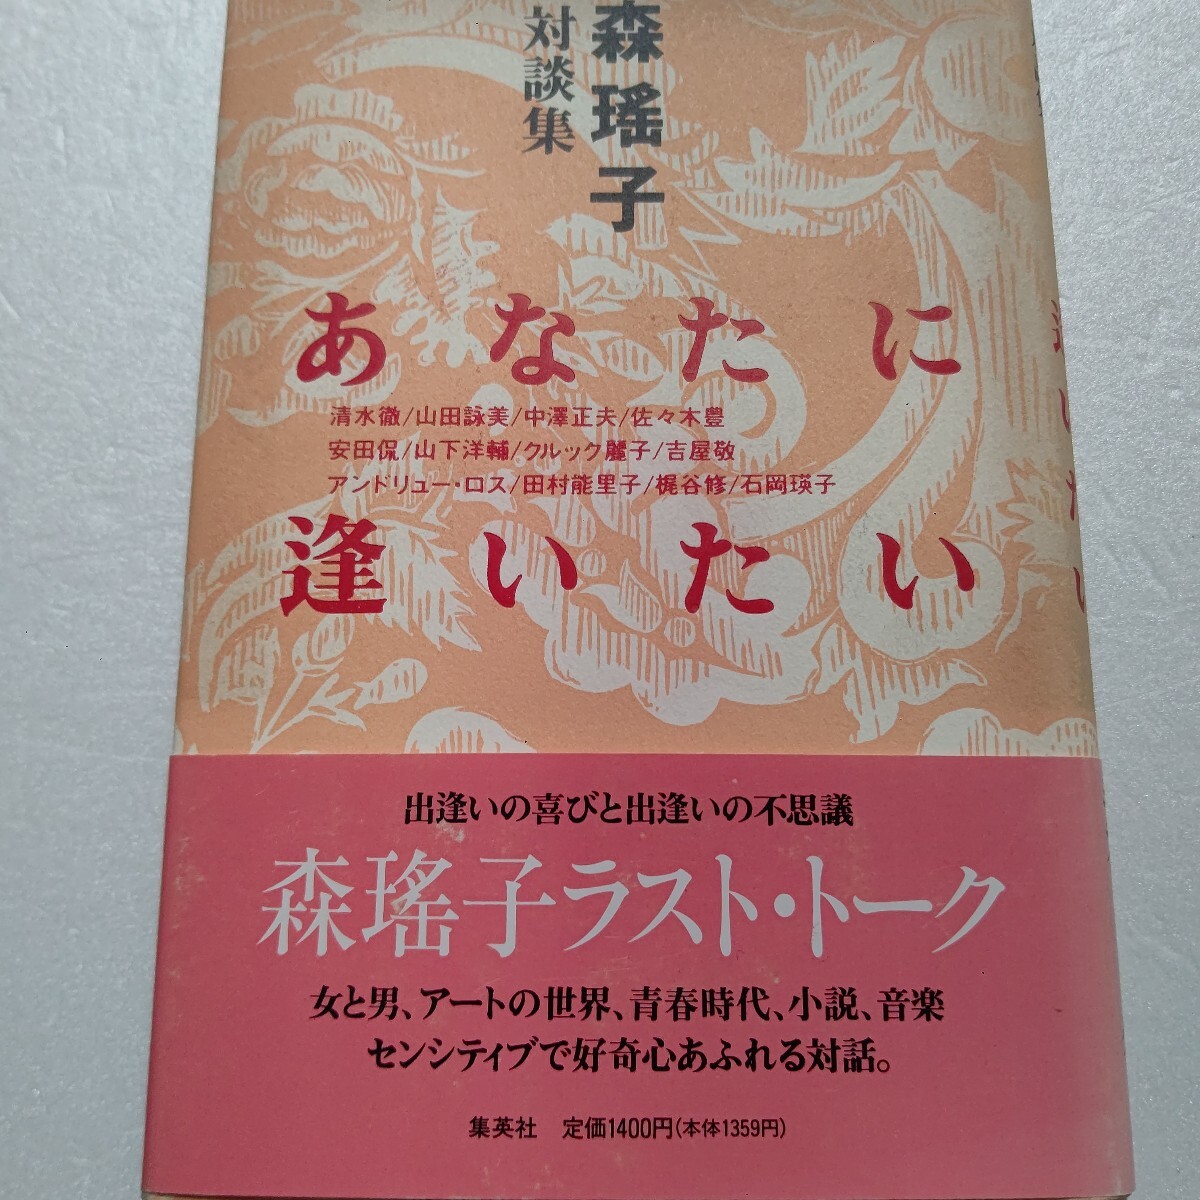 森瑤子
対談集
あなたに
清水徹/山田詠美/中澤正夫/佐々木豊
安田侃/山下洋輔/クルック麗子/吉屋敬
アンドリュー・ロス/田村能里子/梶谷修/石岡瑛子
逢いたい
出逢いの喜びと出逢いの不思議
森瑤子ラスト・トーク
女と男、アートの世界、青春時代、小説、音楽
センシティブで好奇心あふれる対話。
集英社 定価1400円(本体1359円)
逢いたい